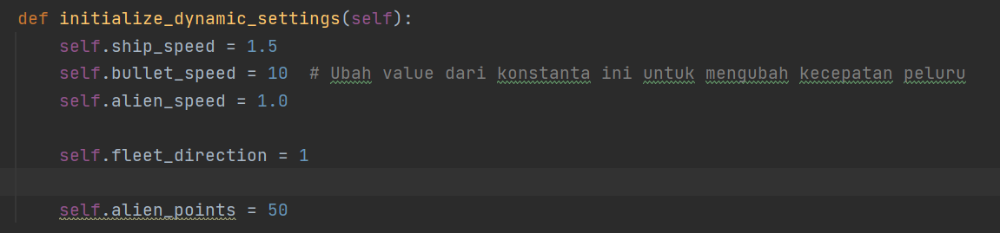 def initialize_dynamic_settings(self):
    self.ship_speed = 1.5
    self.bullet_speed = 10  # Ubah value dari konstanta ini untuk mengubah kecepatan peluru
    self.alien_speed = 1.0
    self.fleet_direction = 1
    self.alien_points = 50